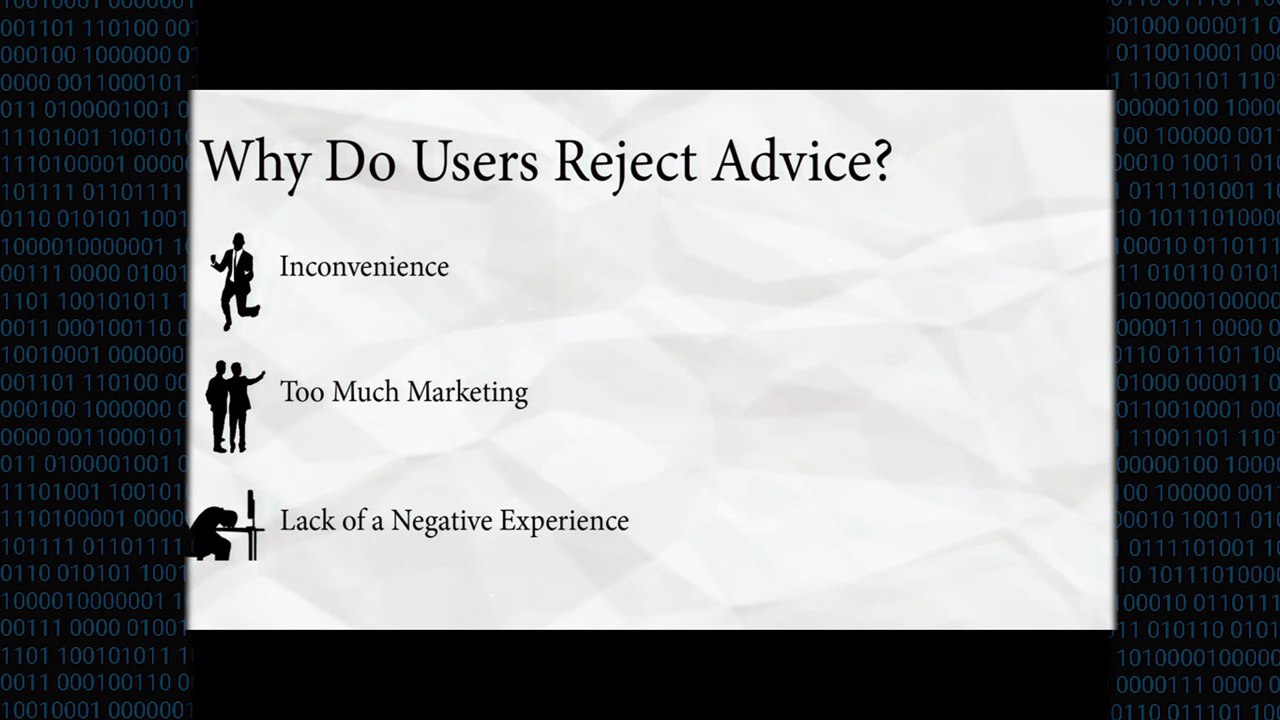 Why Do Users Reject Advice?
Inconvenience
Too Much Marketing
Lack of a Negative Experience